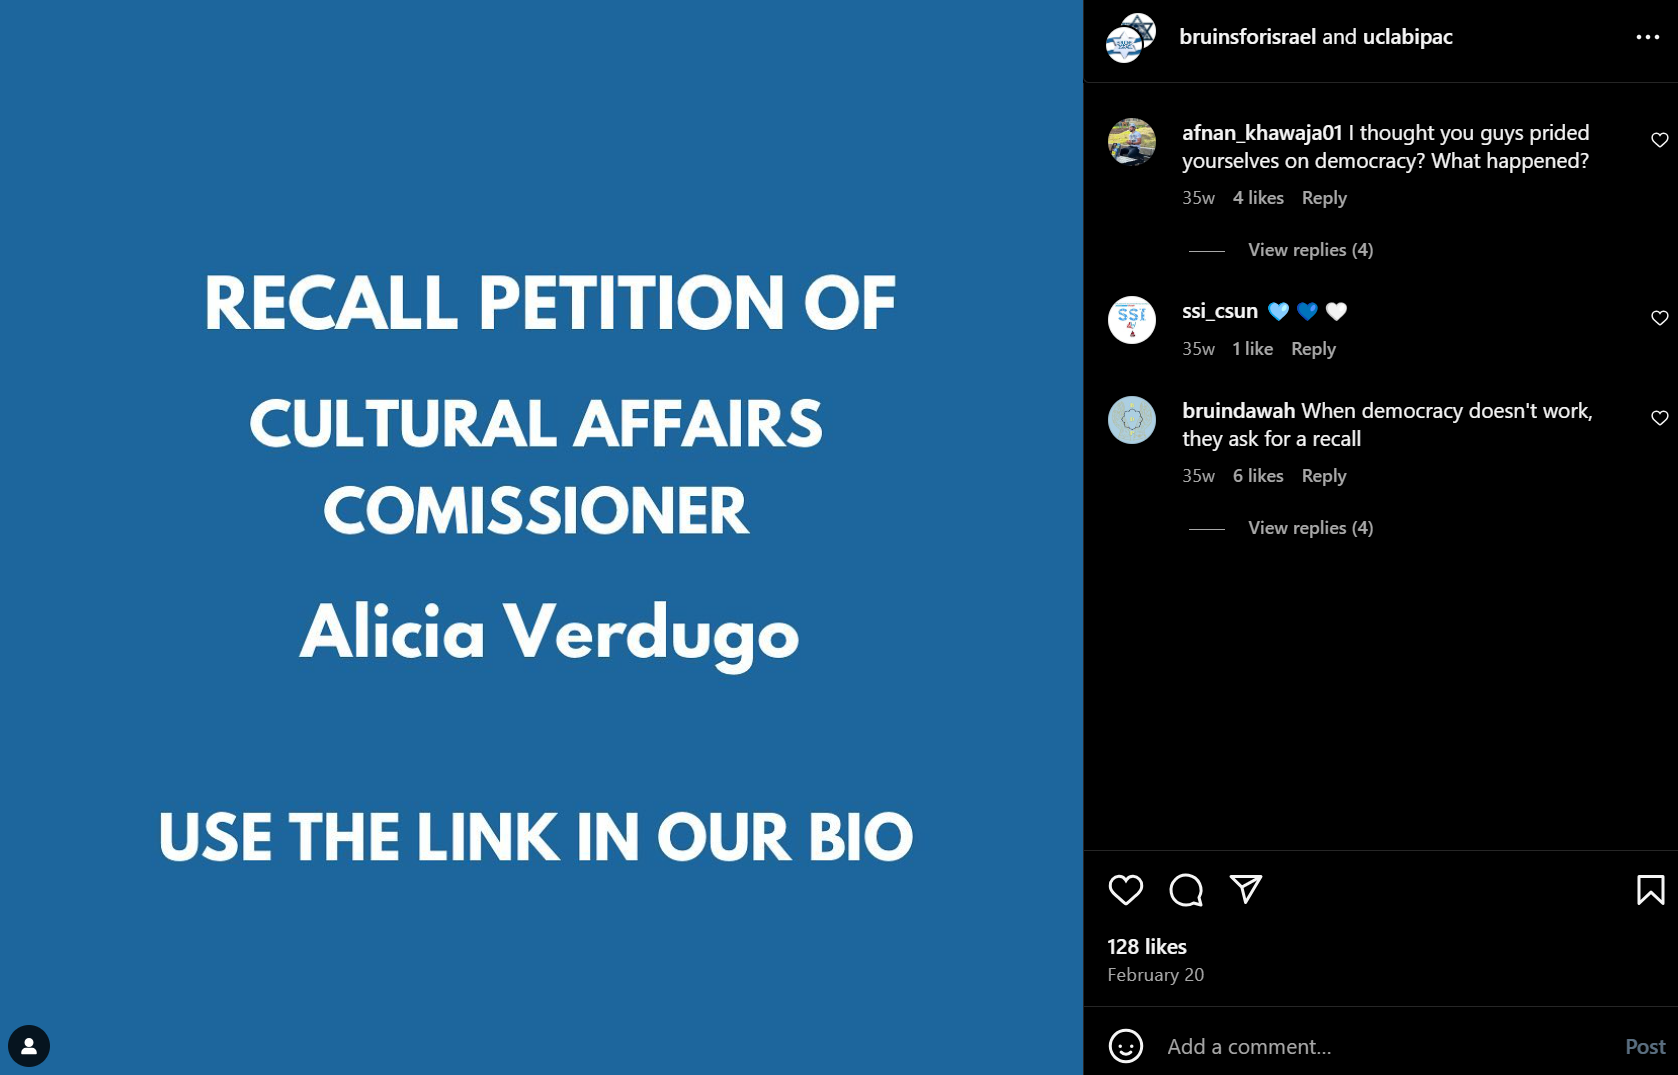 RECALL PETITION OF
CULTURAL AFFAIRS
COMISSIONER
Alicia Verdugo
USE THE LINK IN OUR BIO
bruinsforisrael and uclabipac
afnan_khawaja01 I thought you guys prided
yourselves on democracy? What happened?
35w 4 likes Reply
View replies (4)
SSI
ssi_csun 🩵 💙 🤍
35w 1 like Reply
bruindawah When democracy doesn't work,
they ask for a recall
35w 6 likes Reply
View replies (4)
128 likes
February 20
Add a comment...
Post